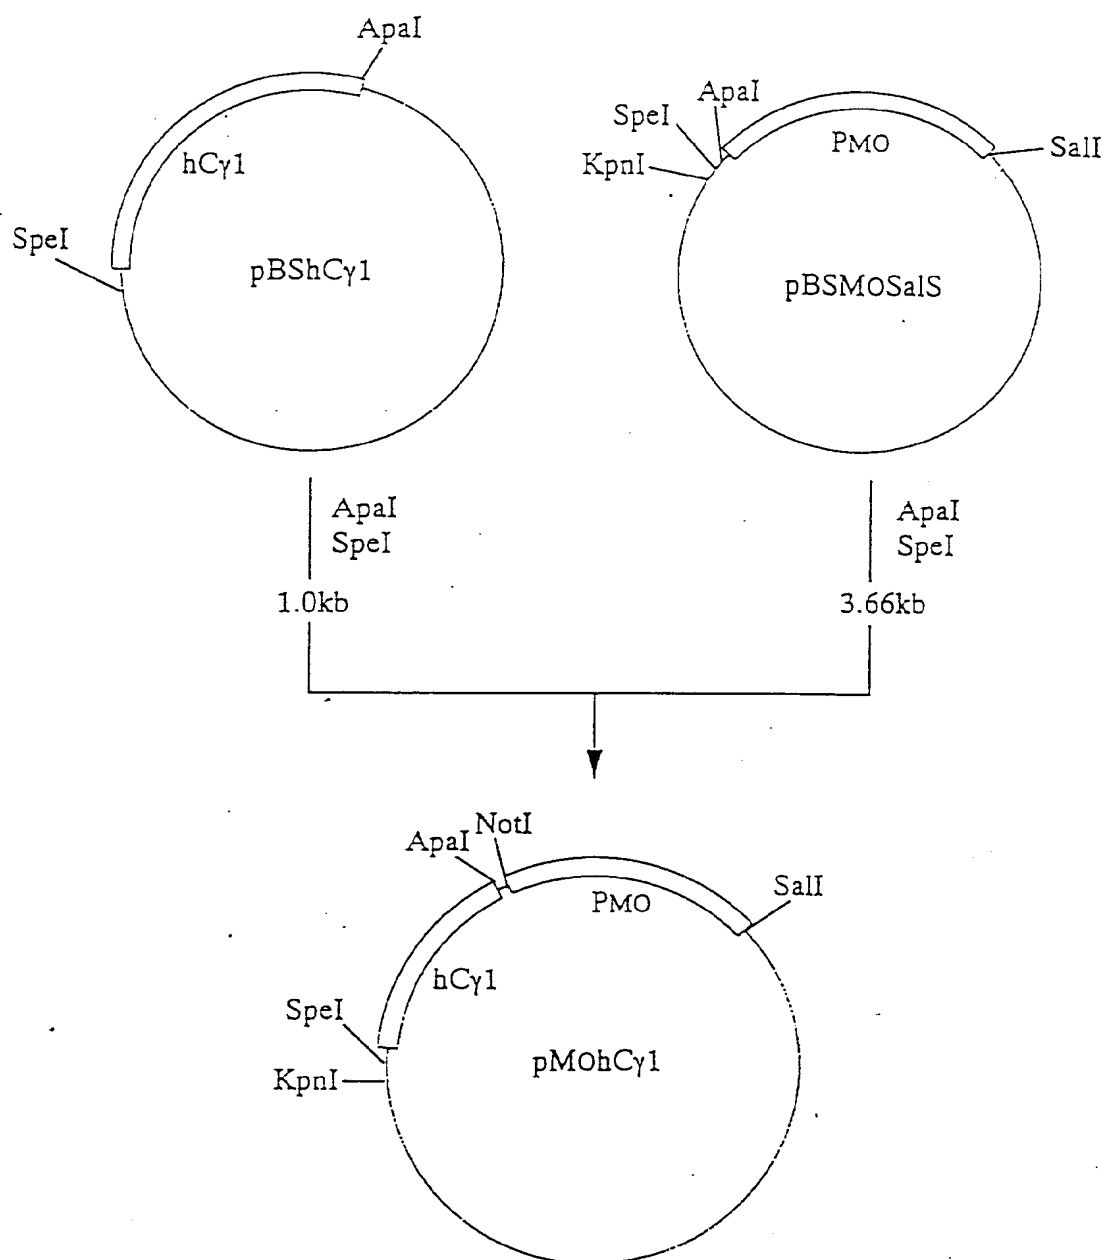 ApaI
hCγ1
SpeI
pBShCγ1
ApaI
SpeI
KpnI
PMO
SalI
pBSMOSalS
ApaI
SpeI
1.0kb
ApaI
SpeI
3.66kb
NotI
ApaI
PMO
SalI
hCγ1
SpeI
KpnI
pMOhCγ1